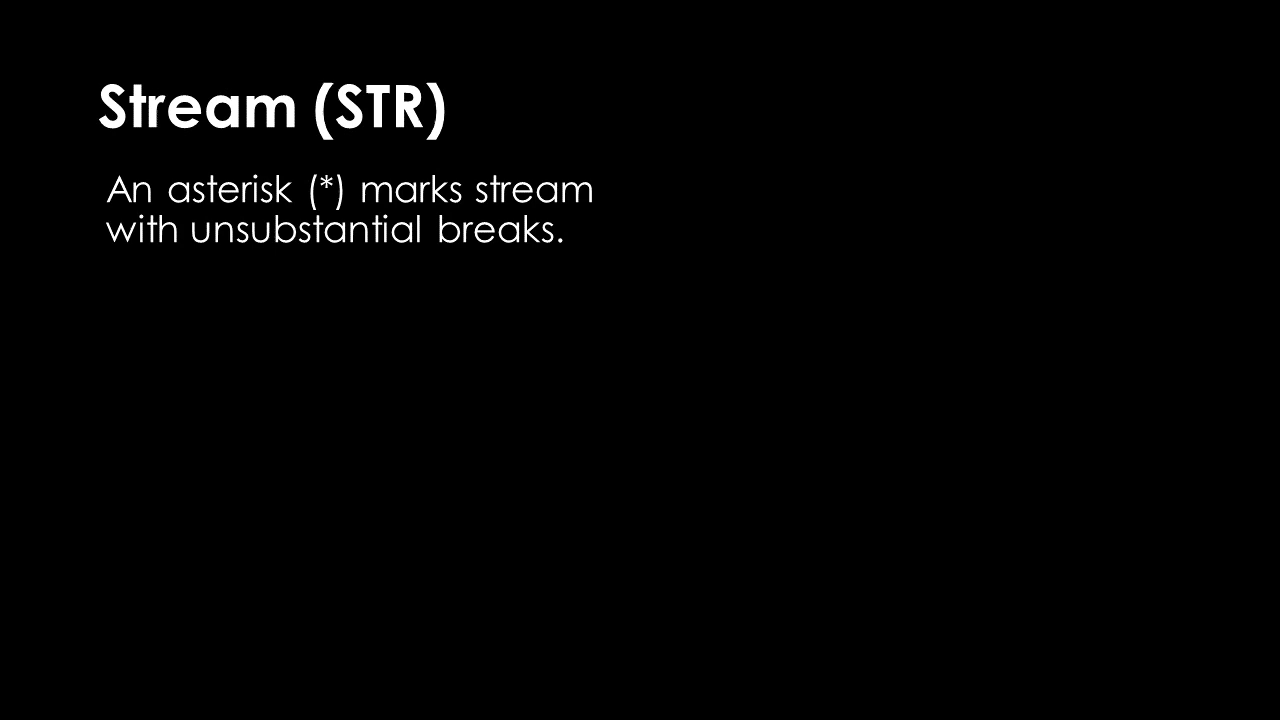 Stream (STR)
An asterisk (*) marks stream
with unsubstantial breaks.